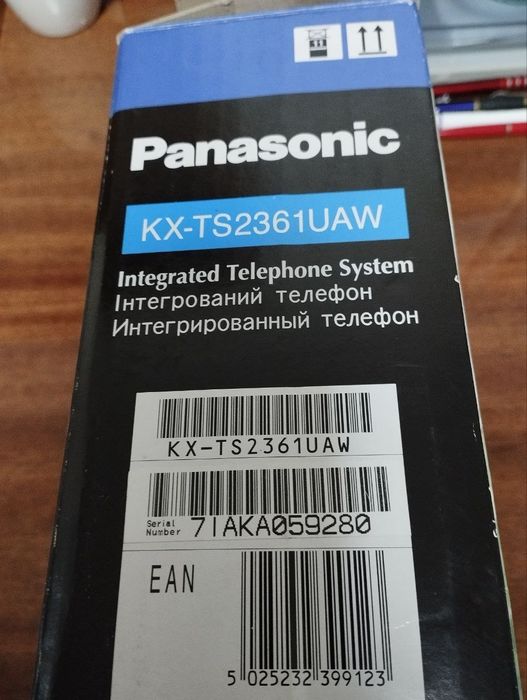 Panasonic
KX-TS2361UAW
Integrated Telephone System
Інтегрований телефон
Интегрированный телефон
KX-TS2361UAW
Serial
Number 7IAKA059280
EAN
5 025232 399123